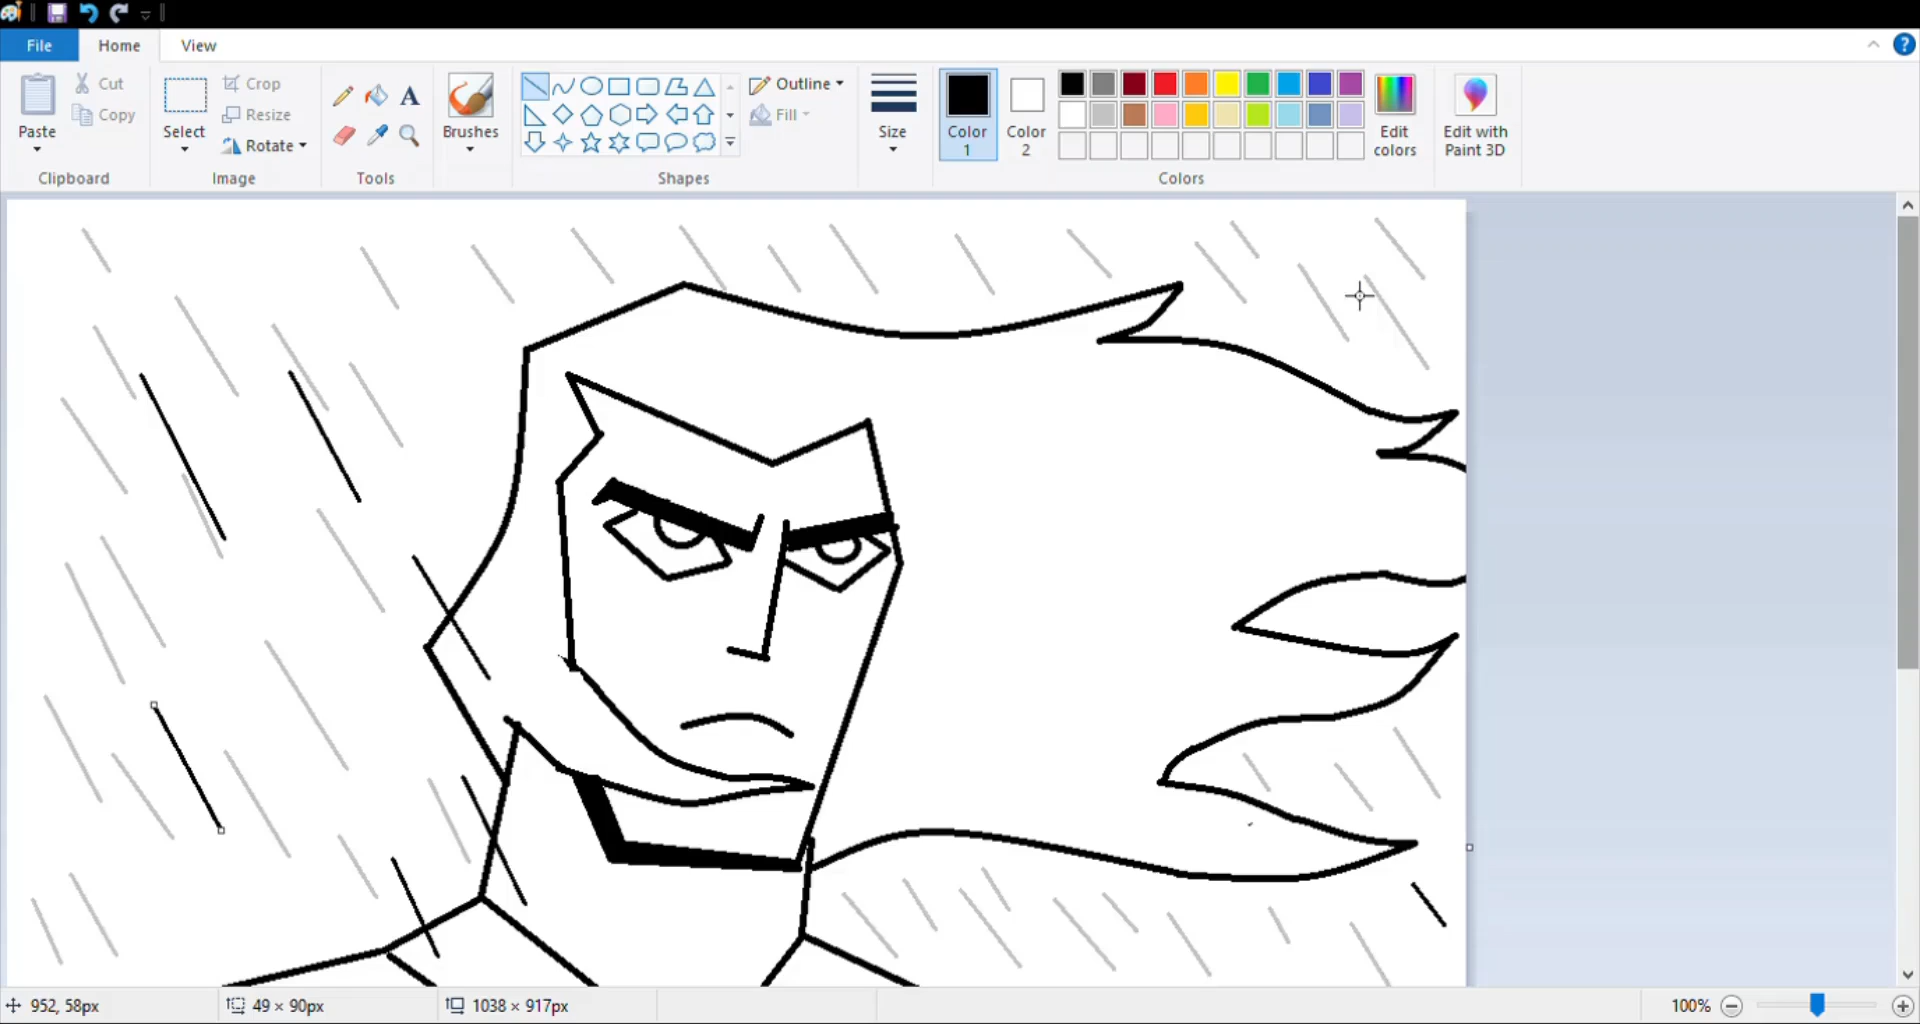 File Home View
Paste Cut Copy Clipboard
Select Crop Resize Rotate Image
A Tools
Brushes
Shapes Outline Fill
Size
Color 1 Color 2 Edit colors Colors
Edit with Paint 3D
952, 58px 49 × 90px 1038 × 917px 100%